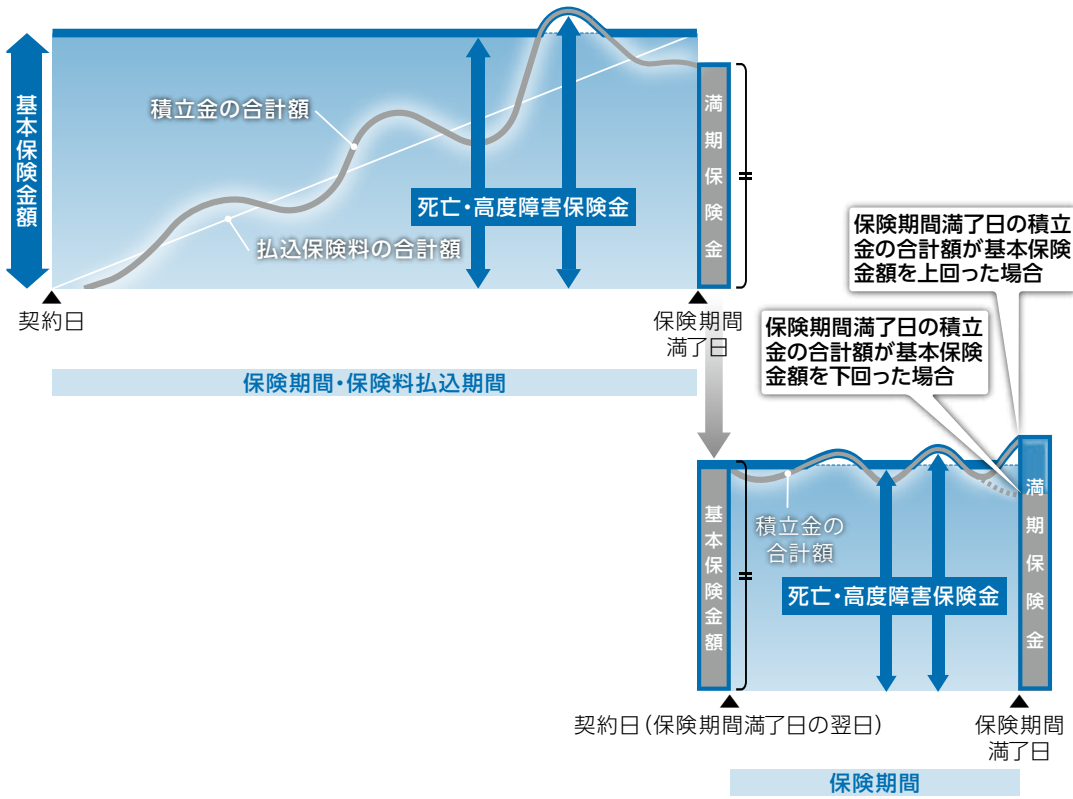 基本保険金額
積立金の合計額
払込保険料の合計額
死亡・高度障害保険金
満期保険金
契約日
保険期間
満了日
保険期間・保険料払込期間
保険期間満了日の積立
金の合計額が基本保険
金額を上回った場合
保険期間満了日の積立
金の合計額が基本保険
金額を下回った場合
基本保険金額
積立金の
合計額
死亡・高度障害保険金
満期保険金
契約日(保険期間満了日の翌日)
保険期間
満了日
保険期間